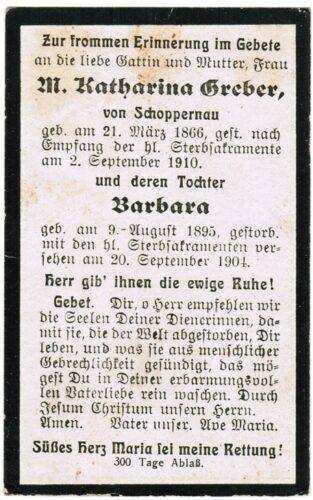 Zur frommen Erinnerung im Gebete
an die liebe Gattin und Mutter, Frau
M. Katharina Greber,
von Schoppernau
geb. am 21. März 1866, gest. nach
Empfang der hl. Sterbsakramente
am 2. September 1910.
und deren Tochter
Barbara
geb. am 9. August 1895, gestorb.
mit den hl. Sterbsakramenten ver-
sehen am 20. September 1904.
Herr gib' ihnen die ewige Ruhe!
Gebet. Dir, o Herr empfehlen wir
die Seelen Deiner Dienerinnen, da-
mit sie, die der Welt abgestorben, Dir
leben, und was sie aus menschlicher
Gebrechlichkeit gesündigt, das mö-
gest Du in Deiner erbarmungsvol-
len Vaterliebe rein waschen. Durch
Jesum Christum unsern Herrn.
Amen. Vater unser. Ave Maria.
Süßes Herz Maria sei meine Rettung!
300 Tage Ablaß.